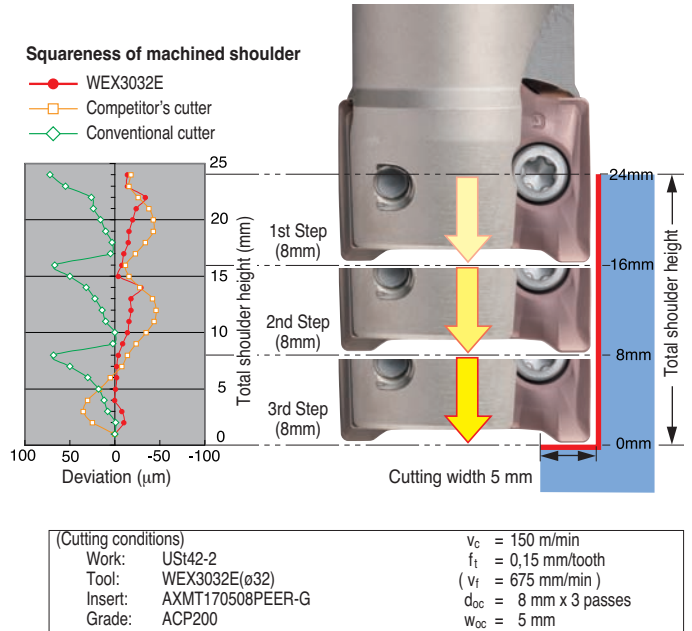 Squareness of machined shoulder
WEX3032E
Competitor's cutter
Conventional cutter
25
20
15
10
5
0
Total shoulder height (mm)
100 50 0 -50 -100
Deviation (µm)
1st Step
(8mm)
2nd Step
(8mm)
3rd Step
(8mm)
24mm
16mm
8mm
0mm
Total shoulder height
Cutting width 5 mm
(Cutting conditions)
Work: USt42-2
Tool: WEX3032E(ø32)
Insert: AXMT170508PEER-G
Grade: ACP200
vc = 150 m/min
ft = 0,15 mm/tooth
( vf = 675 mm/min )
doc = 8 mm x 3 passes
woc = 5 mm